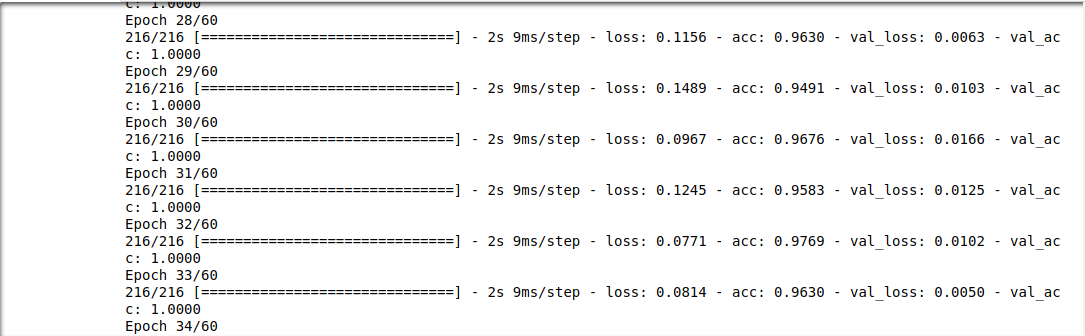 c: 1.0000
Epoch 28/60
216/216 [==============================] - 2s 9ms/step - loss: 0.1156 - acc: 0.9630 - val_loss: 0.0063 - val_ac
c: 1.0000
Epoch 29/60
216/216 [==============================] - 2s 9ms/step - loss: 0.1489 - acc: 0.9491 - val_loss: 0.0103 - val_ac
c: 1.0000
Epoch 30/60
216/216 [==============================] - 2s 9ms/step - loss: 0.0967 - acc: 0.9676 - val_loss: 0.0166 - val_ac
c: 1.0000
Epoch 31/60
216/216 [==============================] - 2s 9ms/step - loss: 0.1245 - acc: 0.9583 - val_loss: 0.0125 - val_ac
c: 1.0000
Epoch 32/60
216/216 [==============================] - 2s 9ms/step - loss: 0.0771 - acc: 0.9769 - val_loss: 0.0102 - val_ac
c: 1.0000
Epoch 33/60
216/216 [==============================] - 2s 9ms/step - loss: 0.0814 - acc: 0.9630 - val_loss: 0.0050 - val_ac
c: 1.0000
Epoch 34/60